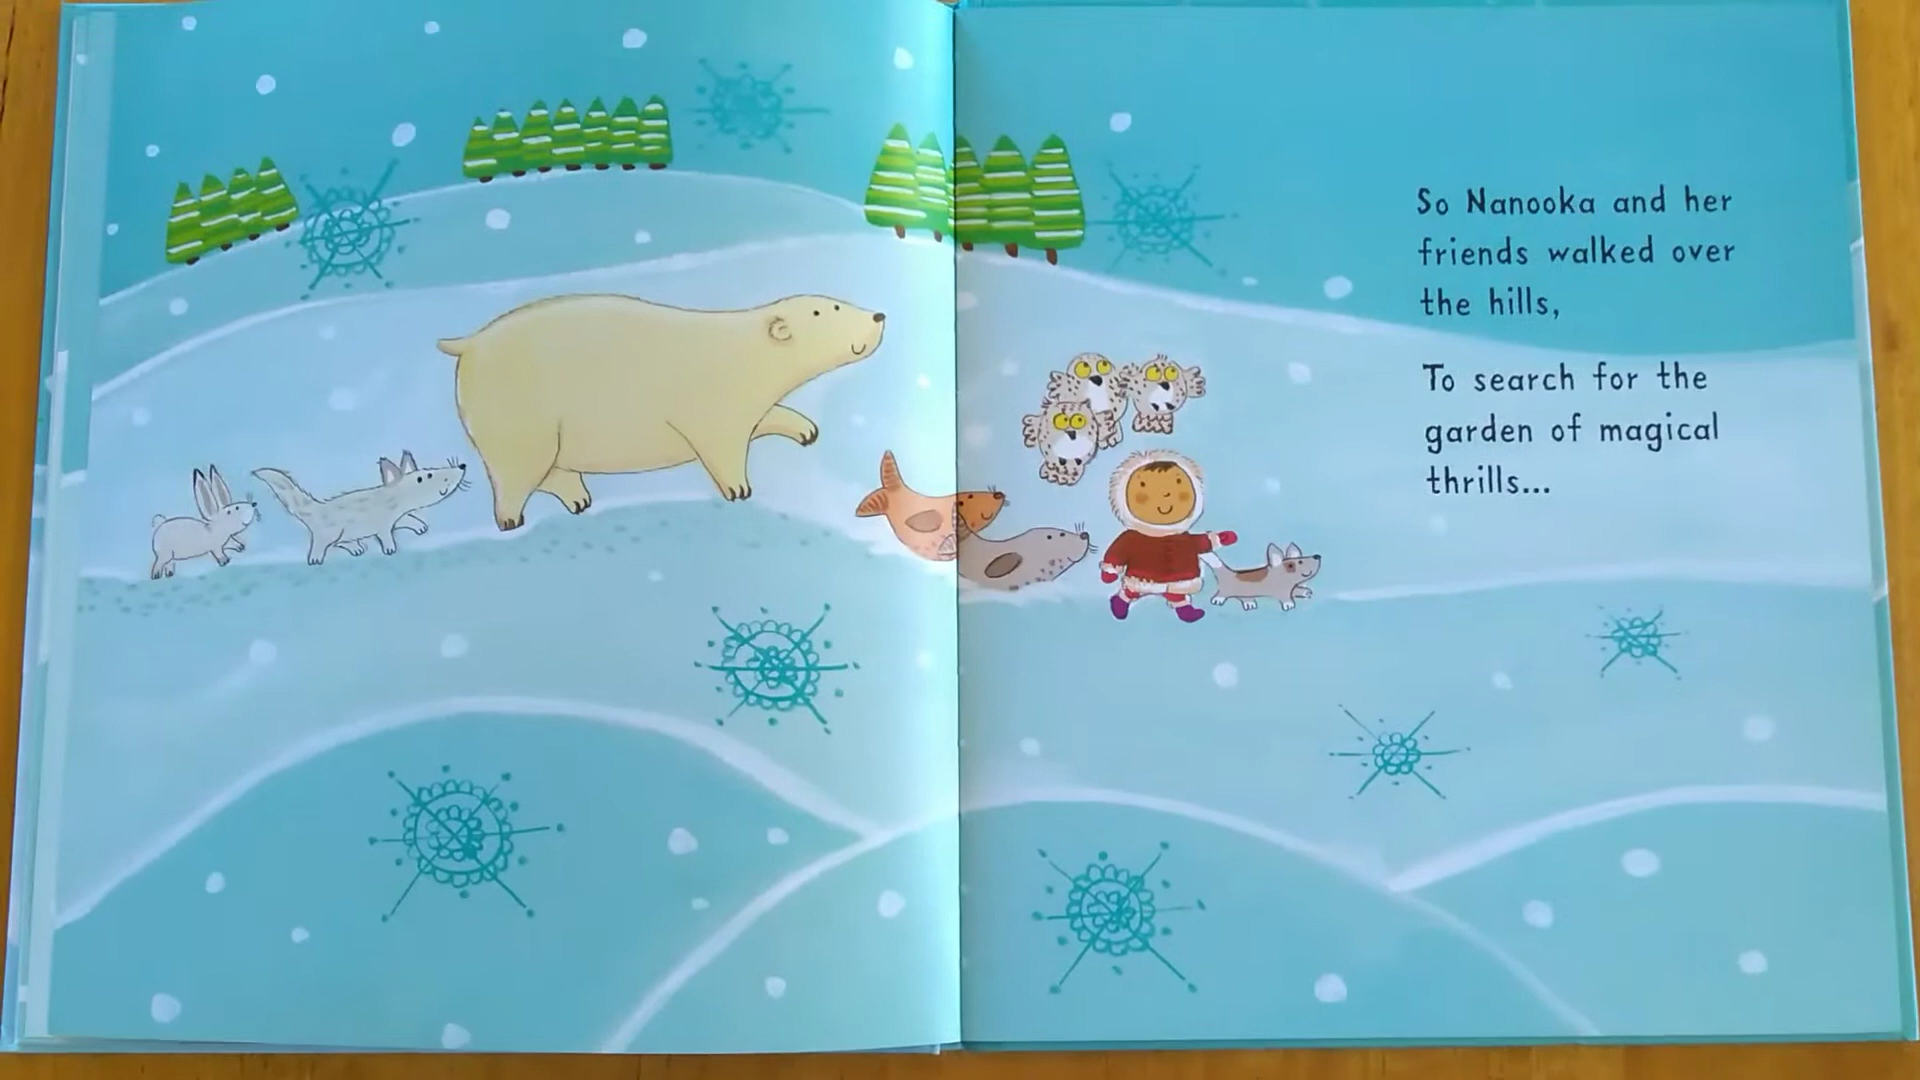 So Nanooka and her
friends walked over
the hills,
To search for the
garden of magical
thrills...